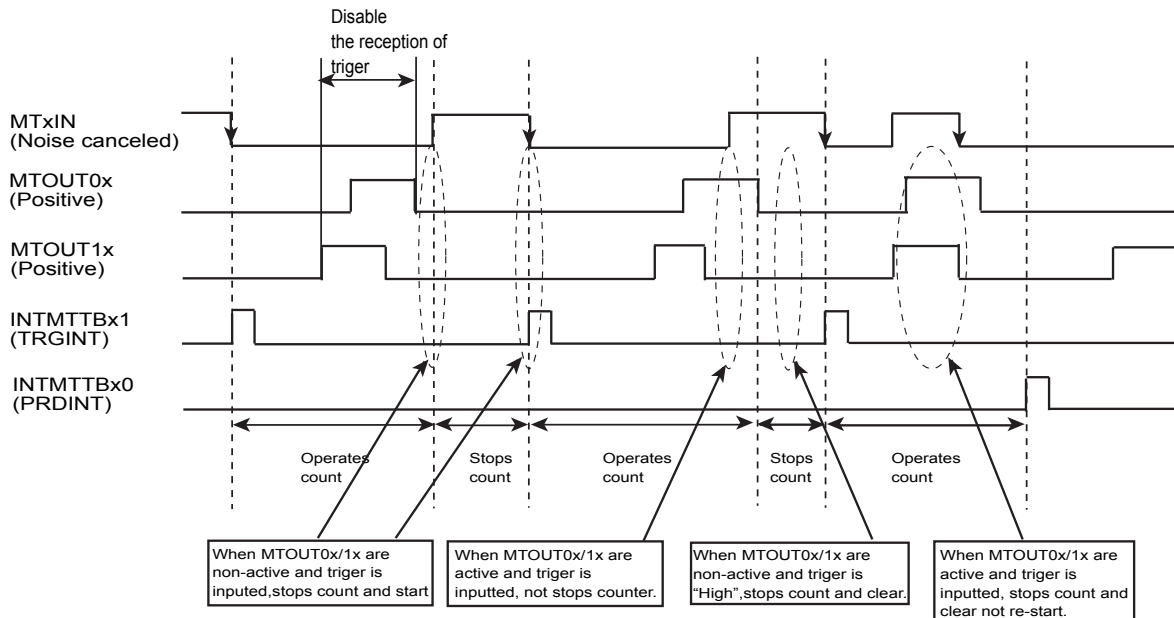 Disable
the reception of
triger
MTxIN
(Noise canceled)
MTOUT0x
(Positive)
MTOUT1x
(Positive)
INTMTTBx1
(TRGINT)
INTMTTBx0
(PRDINT)
Operates
count
Stops
count
Operates
count
Stops
count
Operates
count
When MTOUT0x/1x are
non-active and triger is
inputed,stops count and start
When MTOUT0x/1x are
active and triger is
inputted, not stops counter.
When MTOUT0x/1x are
non-active and triger is
“High”,stops count and clear.
When MTOUT0x/1x are
active and triger is
inputted, stops count and
clear not re-start.